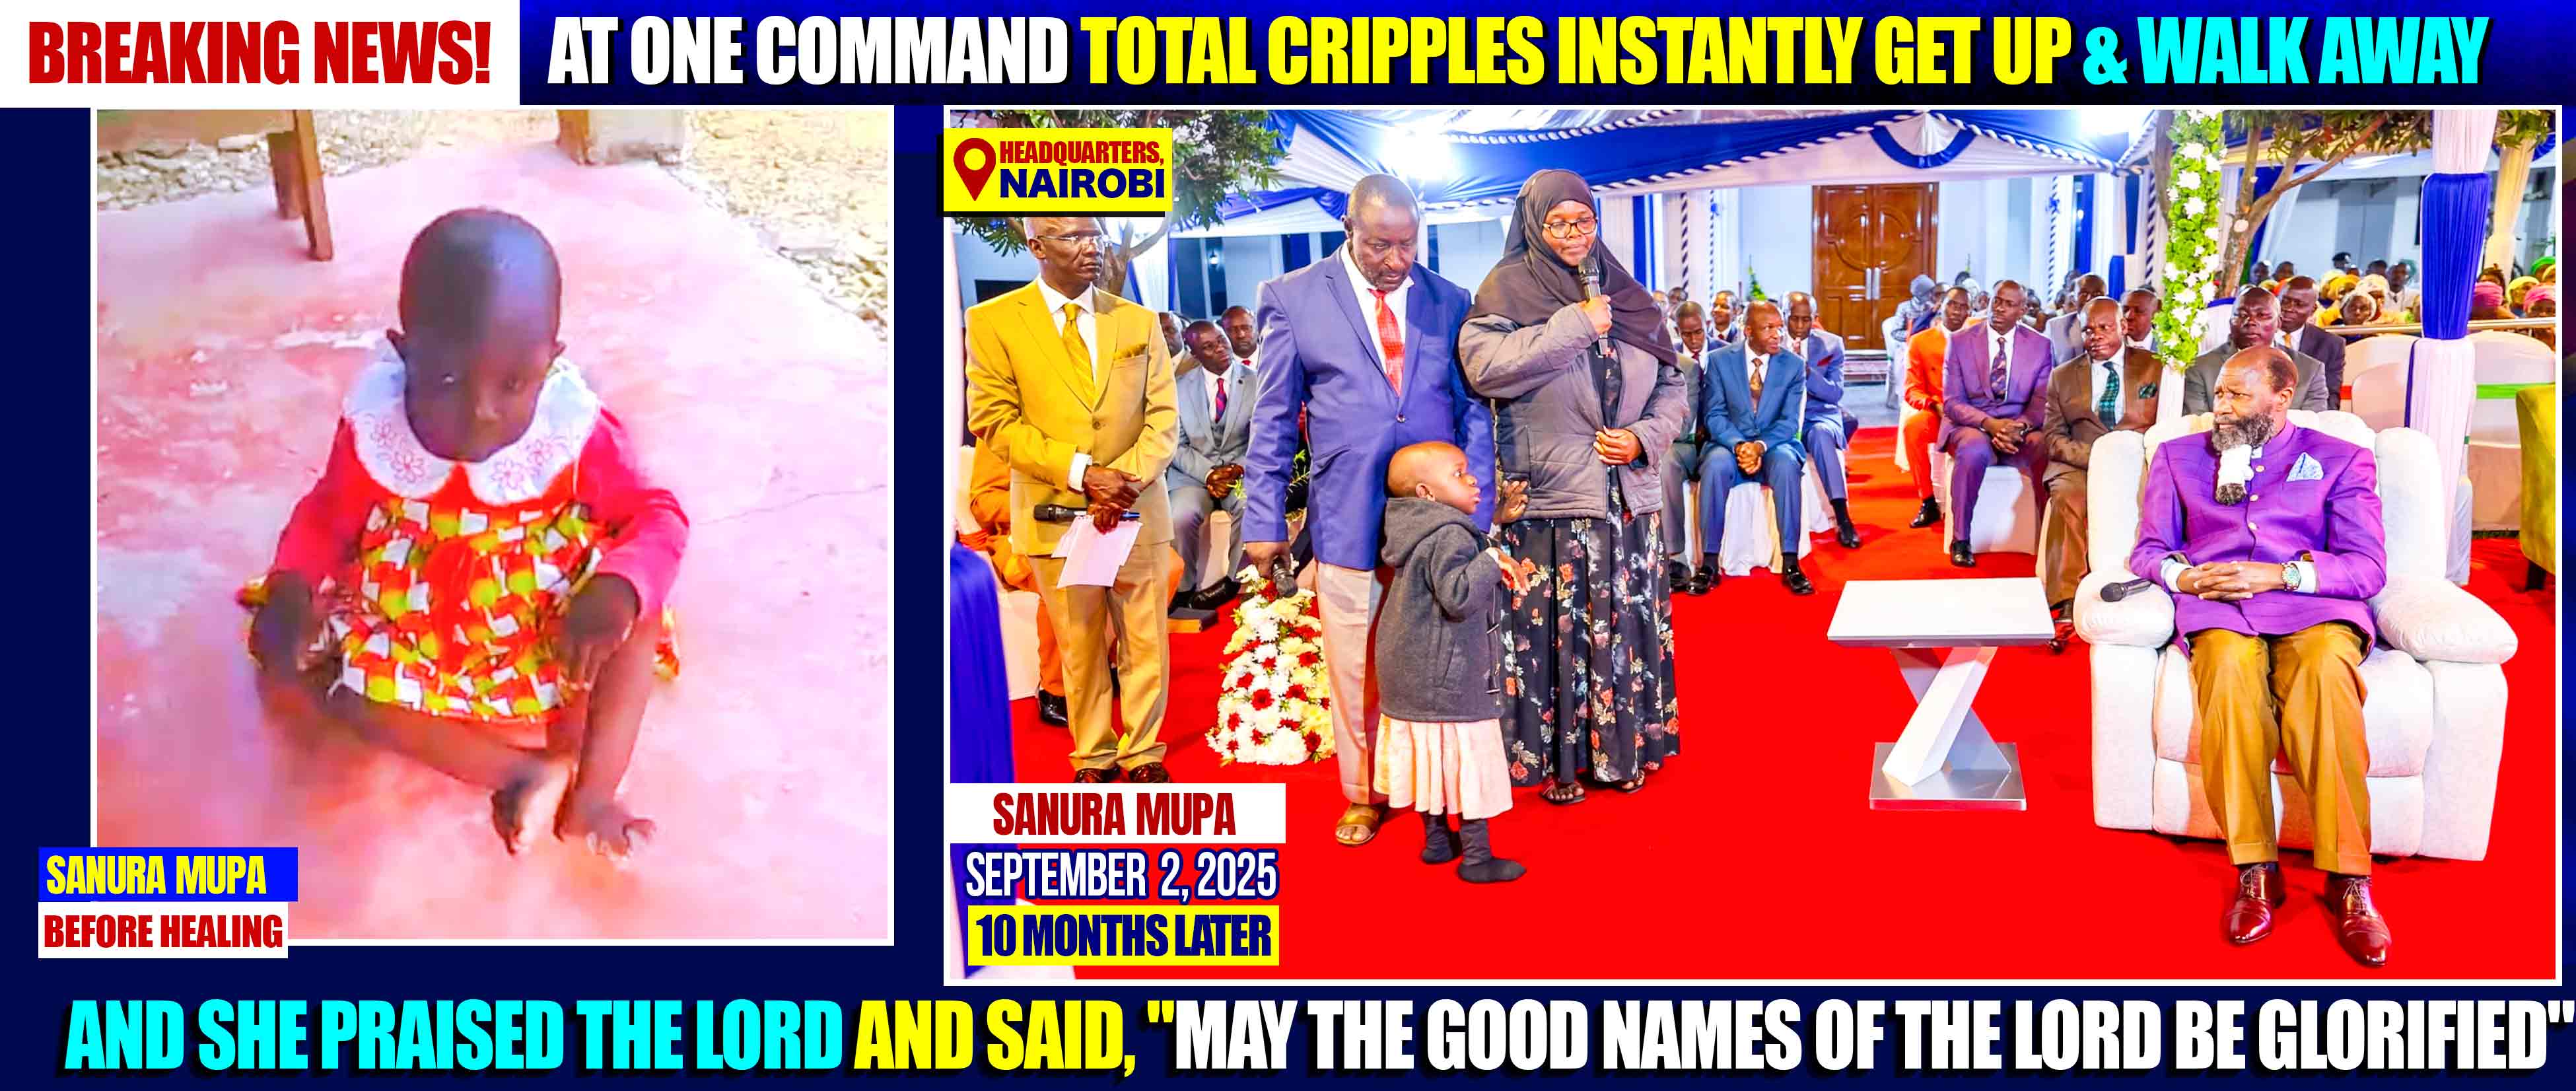 BREAKING NEWS!
AT ONE COMMAND TOTAL CRIPPLES INSTANTLY GET UP & WALK AWAY
HEADQUARTERS,
NAIROBI
SANURA MUPA
BEFORE HEALING
SANURA MUPA
SEPTEMBER 2, 2025
10 MONTHS LATER
AND SHE PRAISED THE LORD AND SAID, "MAY THE GOOD NAMES OF THE LORD BE GLORIFIED"